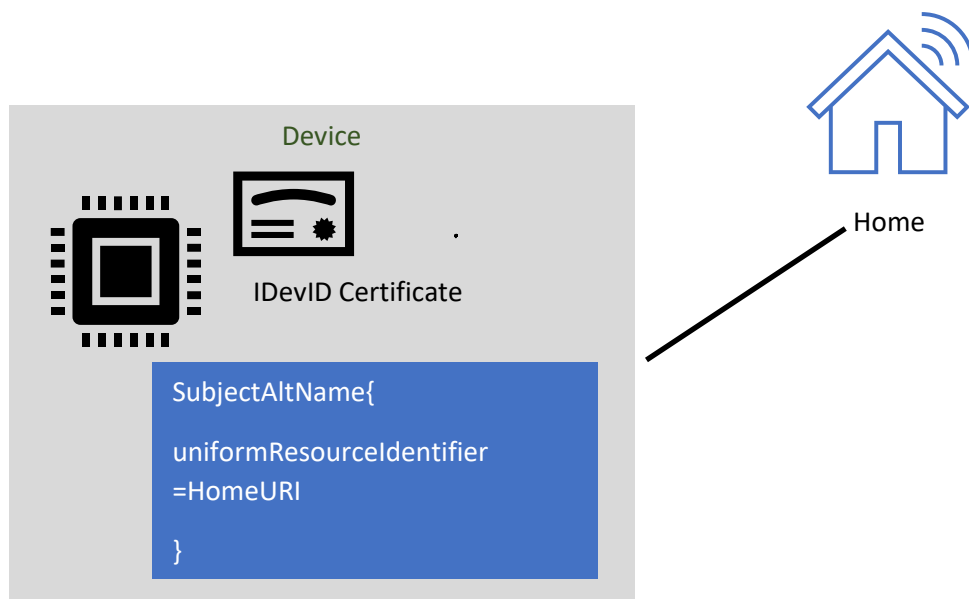 Device
Home
IDevID Certificate
SubjectAltName{
uniformResourceIdentifier
=HomeURI
}